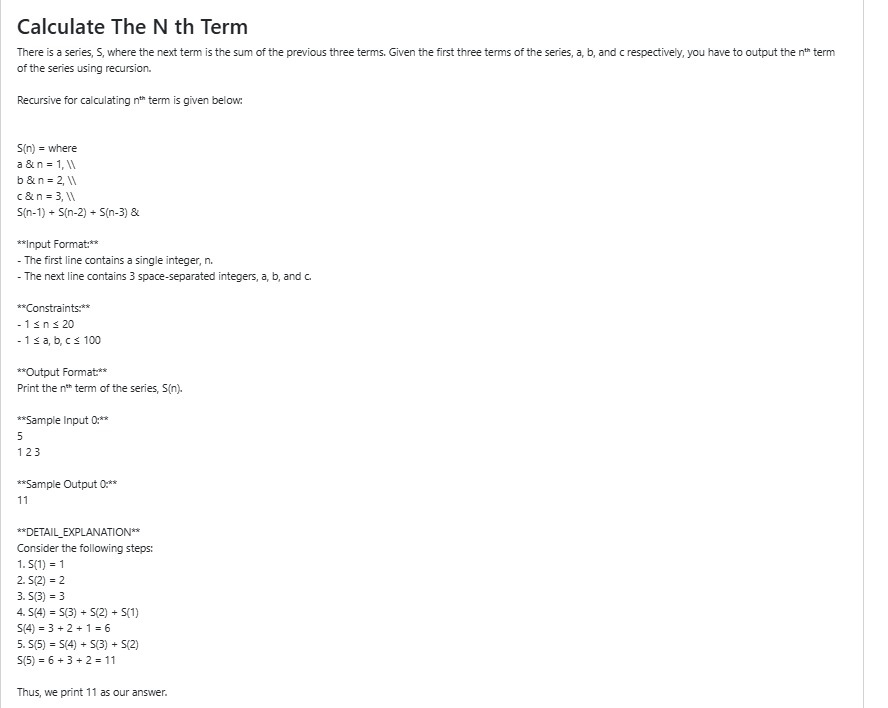 Calculate The N th Term
There is a series, S, where the next term is the sum of the previous three terms. Given the first three terms of the series, a, b, and c respectively, you have to output the nᵗʰ term
of the series using recursion.
Recursive for calculating nᵗʰ term is given below:
S(n) = where
a & n = 1, \\
b & n = 2, \\
c & n = 3, \\
S(n-1) + S(n-2) + S(n-3) &
**Input Format:**
- The first line contains a single integer, n.
- The next line contains 3 space-separated integers, a, b, and c.
**Constraints:**
- 1 ≤ n ≤ 20
- 1 ≤ a, b, c ≤ 100
**Output Format:**
Print the nᵗʰ term of the series, S(n).
**Sample Input 0:**
5
1 2 3
**Sample Output 0:**
11
**DETAIL_EXPLANATION**
Consider the following steps:
1. S(1) = 1
2. S(2) = 2
3. S(3) = 3
4. S(4) = S(3) + S(2) + S(1)
S(4) = 3 + 2 + 1 = 6
5. S(5) = S(4) + S(3) + S(2)
S(5) = 6 + 3 + 2 = 11
Thus, we print 11 as our answer.